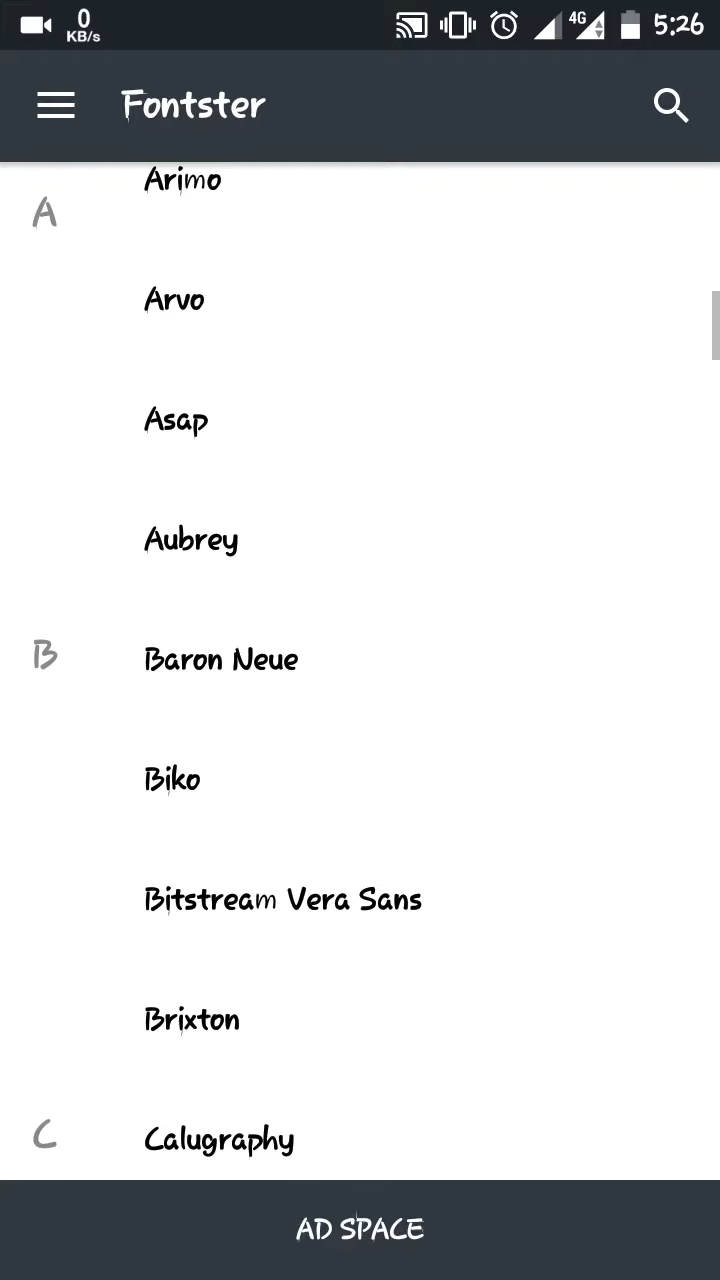 0
KB/s
4G
5:26
Fontster
Arimo
A
Arvo
Asap
Aubrey
B
Baron Neue
Biko
Bitstream Vera Sans
Brixton
C
Calugraphy
AD SPACE